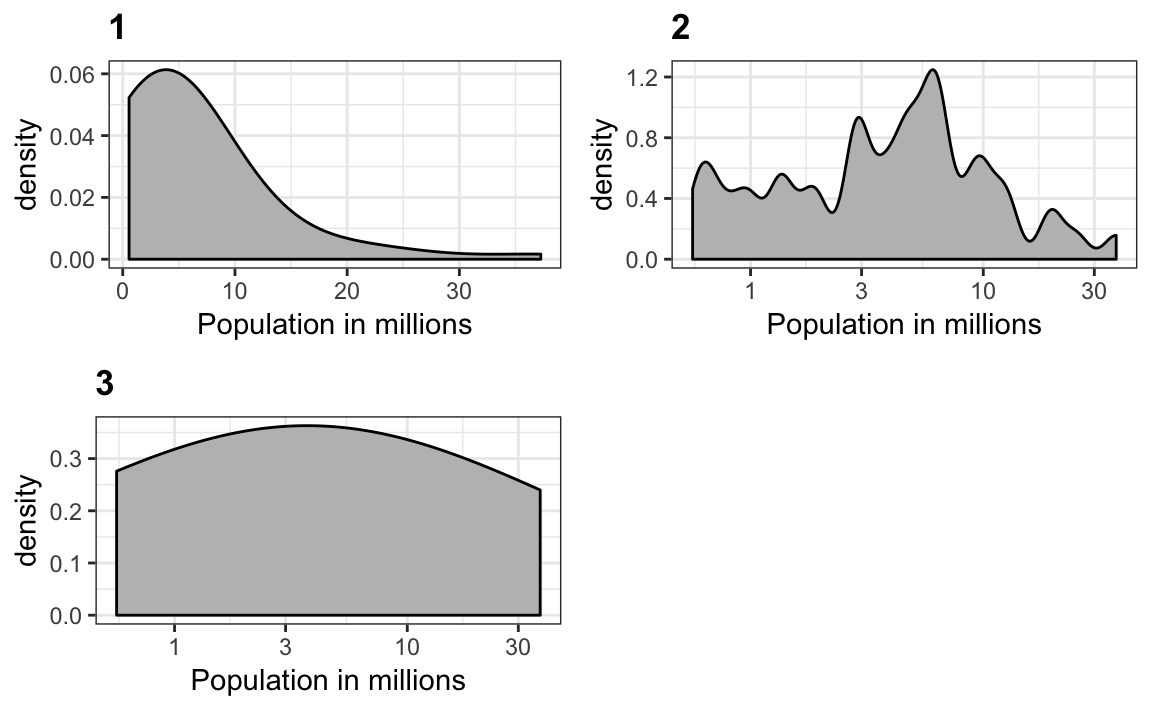 1
density
0.06
0.04
0.02
0.00
0 10 20 30
Population in millions
2
density
1.2
0.8
0.4
0.0
1 3 10 30
Population in millions
3
density
0.3
0.2
0.1
0.0
1 3 10 30
Population in millions